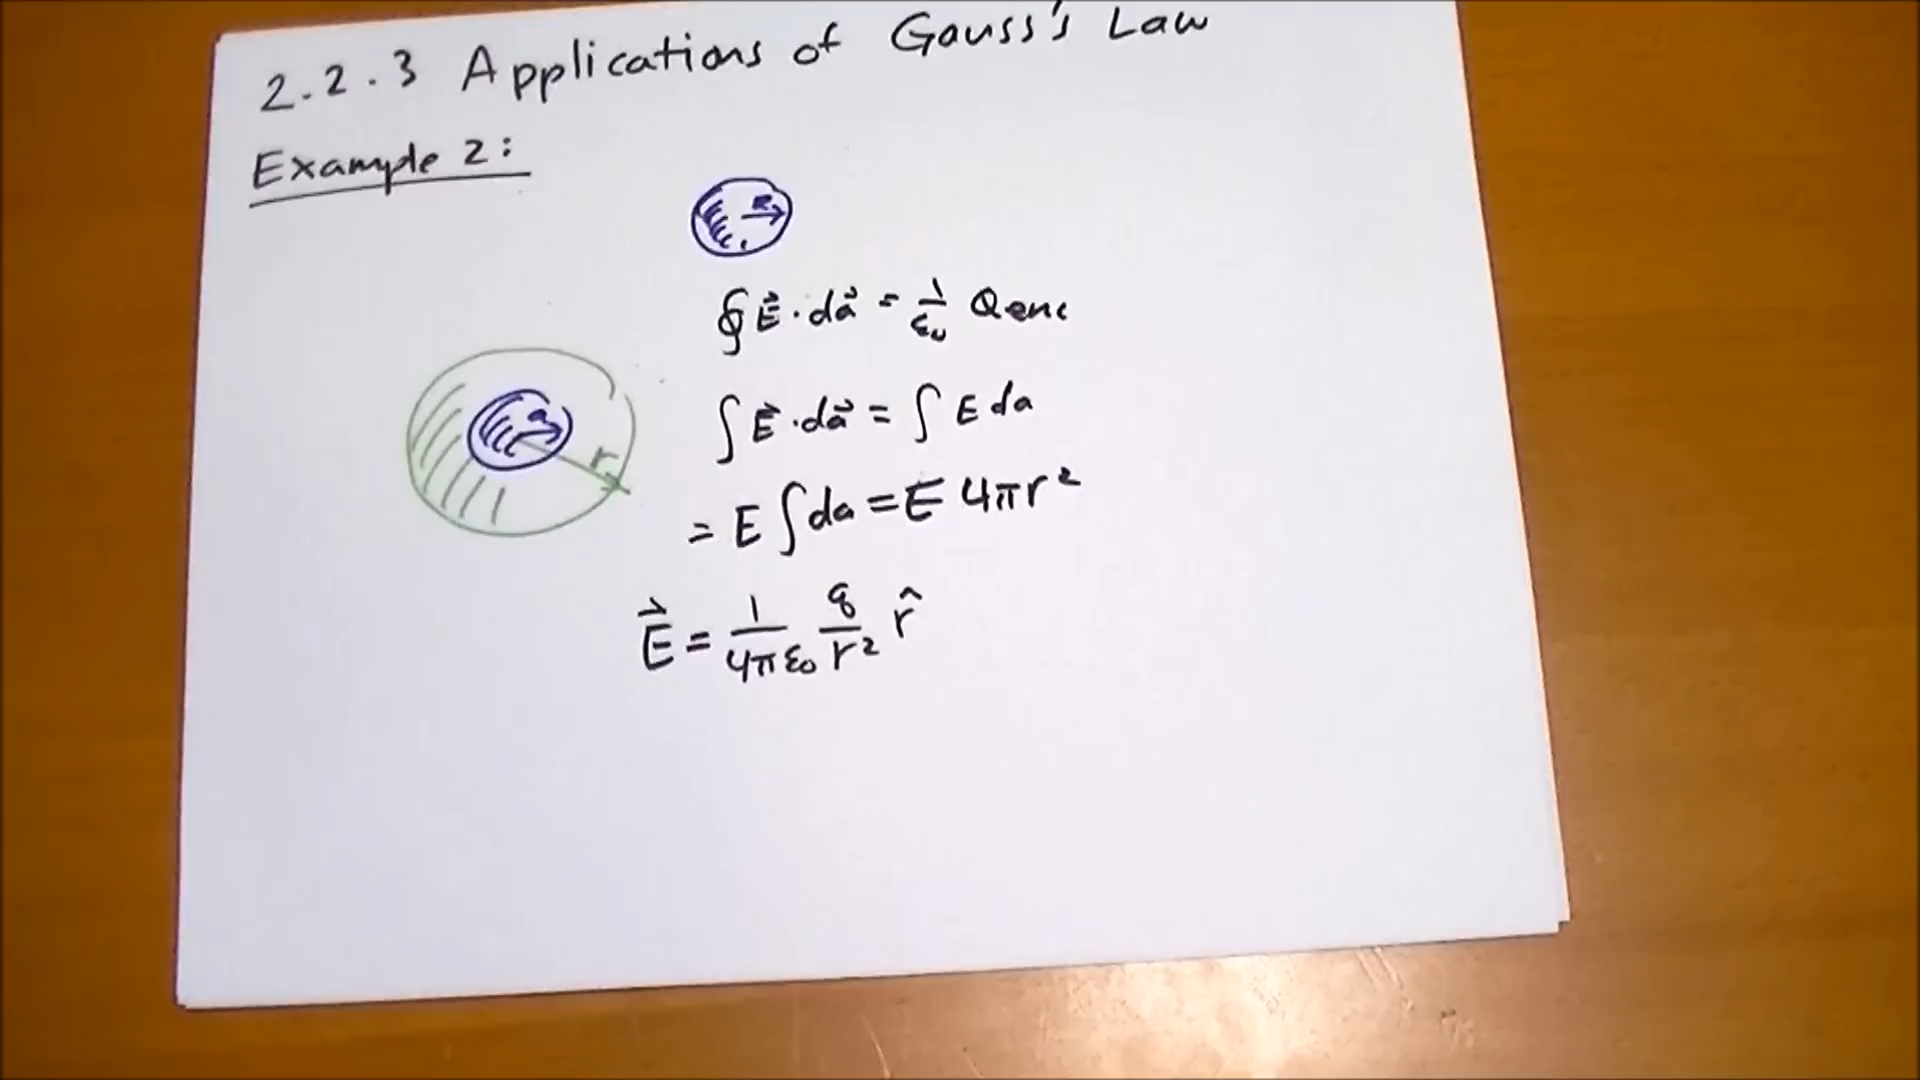 2.2.3 Applications of Gauss's Law
Example 2:
R
∮ E⃗ · da⃗ = 1/ε₀ Qenc
∫ E⃗ · da⃗ = ∫ E da
R
r
= E ∫ da = E 4πr²
E⃗ = 1/4πε₀ q/r² r̂